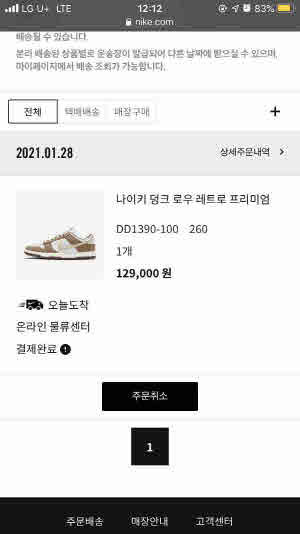 LG U+ LTE 12:12 83%
nike.com
배송될 수 있습니다.
분리 배송된 상품별로 운송장이 발급되어 다른 날짜에 받으실 수 있으며,
마이페이지에서 배송 조회가 가능합니다.
전체 택배배송 매장구매 +
2021.01.28 상세주문내역 >
나이키 덩크 로우 레트로 프리미엄
DD1390-100 260
1개
129,000 원
오늘도착
온라인 물류센터
결제완료 !
주문취소
1
주문배송 매장안내 고객센터